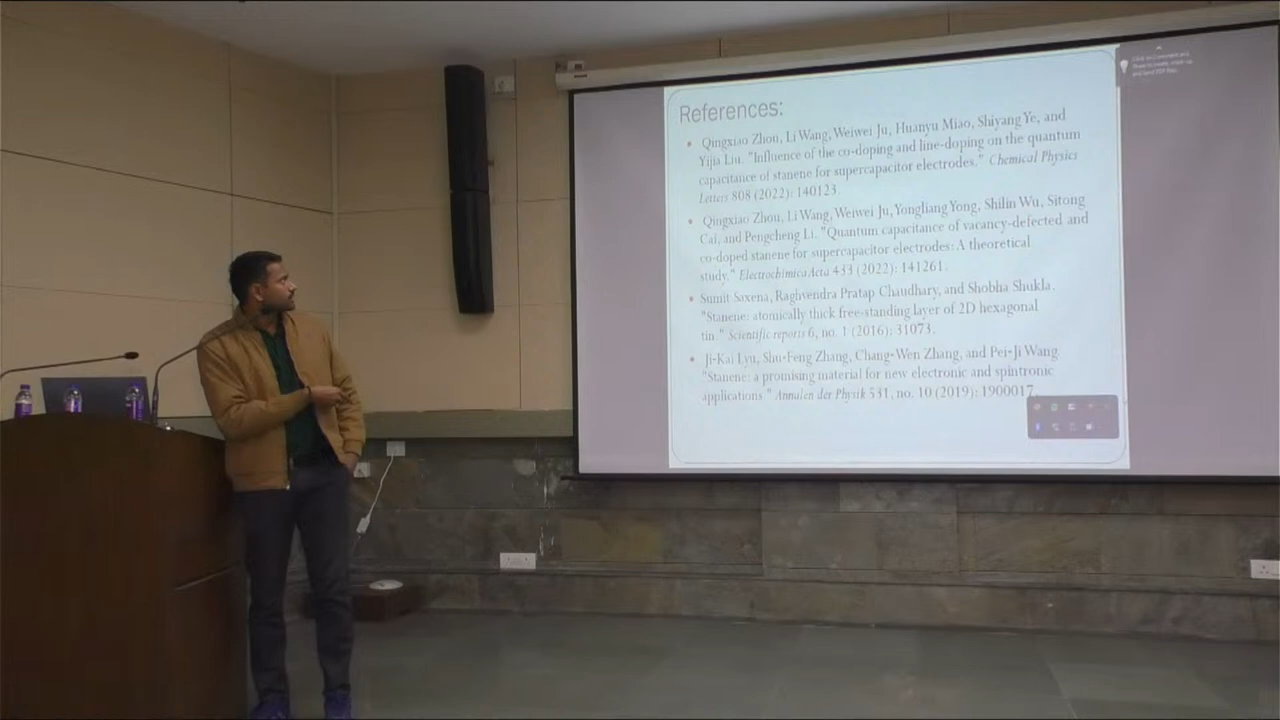 References:
Qingxiao Zhou, Li Wang, Weiwei Ju, Huanyu Miao, Shiyang Ye, and
Yijia Liu. "Influence of the co-doping and line-doping on the quantum
capacitance of stanene for supercapacitor electrodes." Chemical Physics
Letters 808 (2022): 140123.
Qingxiao Zhou, Li Wang, Weiwei Ju, Yongliang Yong, Shilin Wu, Sitong
Cai, and Pengcheng Li. "Quantum capacitance of vacancy-defected and
co-doped stanene for supercapacitor electrodes: A theoretical
study." Electrochimica Acta 433 (2022): 141261.
Sumit Saxena, Raghvendra Pratap Chaudhary, and Shobha Shukla.
"Stanene: atomically thick free-standing layer of 2D hexagonal
tin." Scientific reports 6, no. 1 (2016): 31073.
Ji-Kai Lyu, Shu-Feng Zhang, Chang-Wen Zhang, and Pei-Ji Wang
"Stanene: a promising material for new electronic and spintronic
applications." Annalen der Physik 531, no. 10 (2019): 1900017.